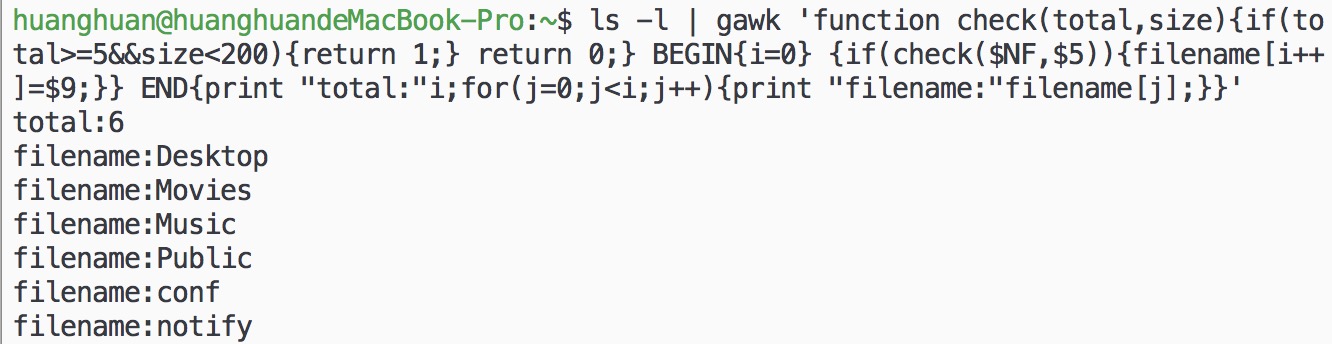 huanghuan@huanghuandeMacBook-Pro:~$ ls -l | gawk 'function check(total,size){if(to
tal>=5&&size<200){return 1;} return 0;} BEGIN{i=0} {if(check($NF,$5)){filename[i++
]=$9;}} END{print "total:"i;for(j=0;j<i;j++){print "filename:"filename[j];}}'
total:6
filename:Desktop
filename:Movies
filename:Music
filename:Public
filename:conf
filename:notify